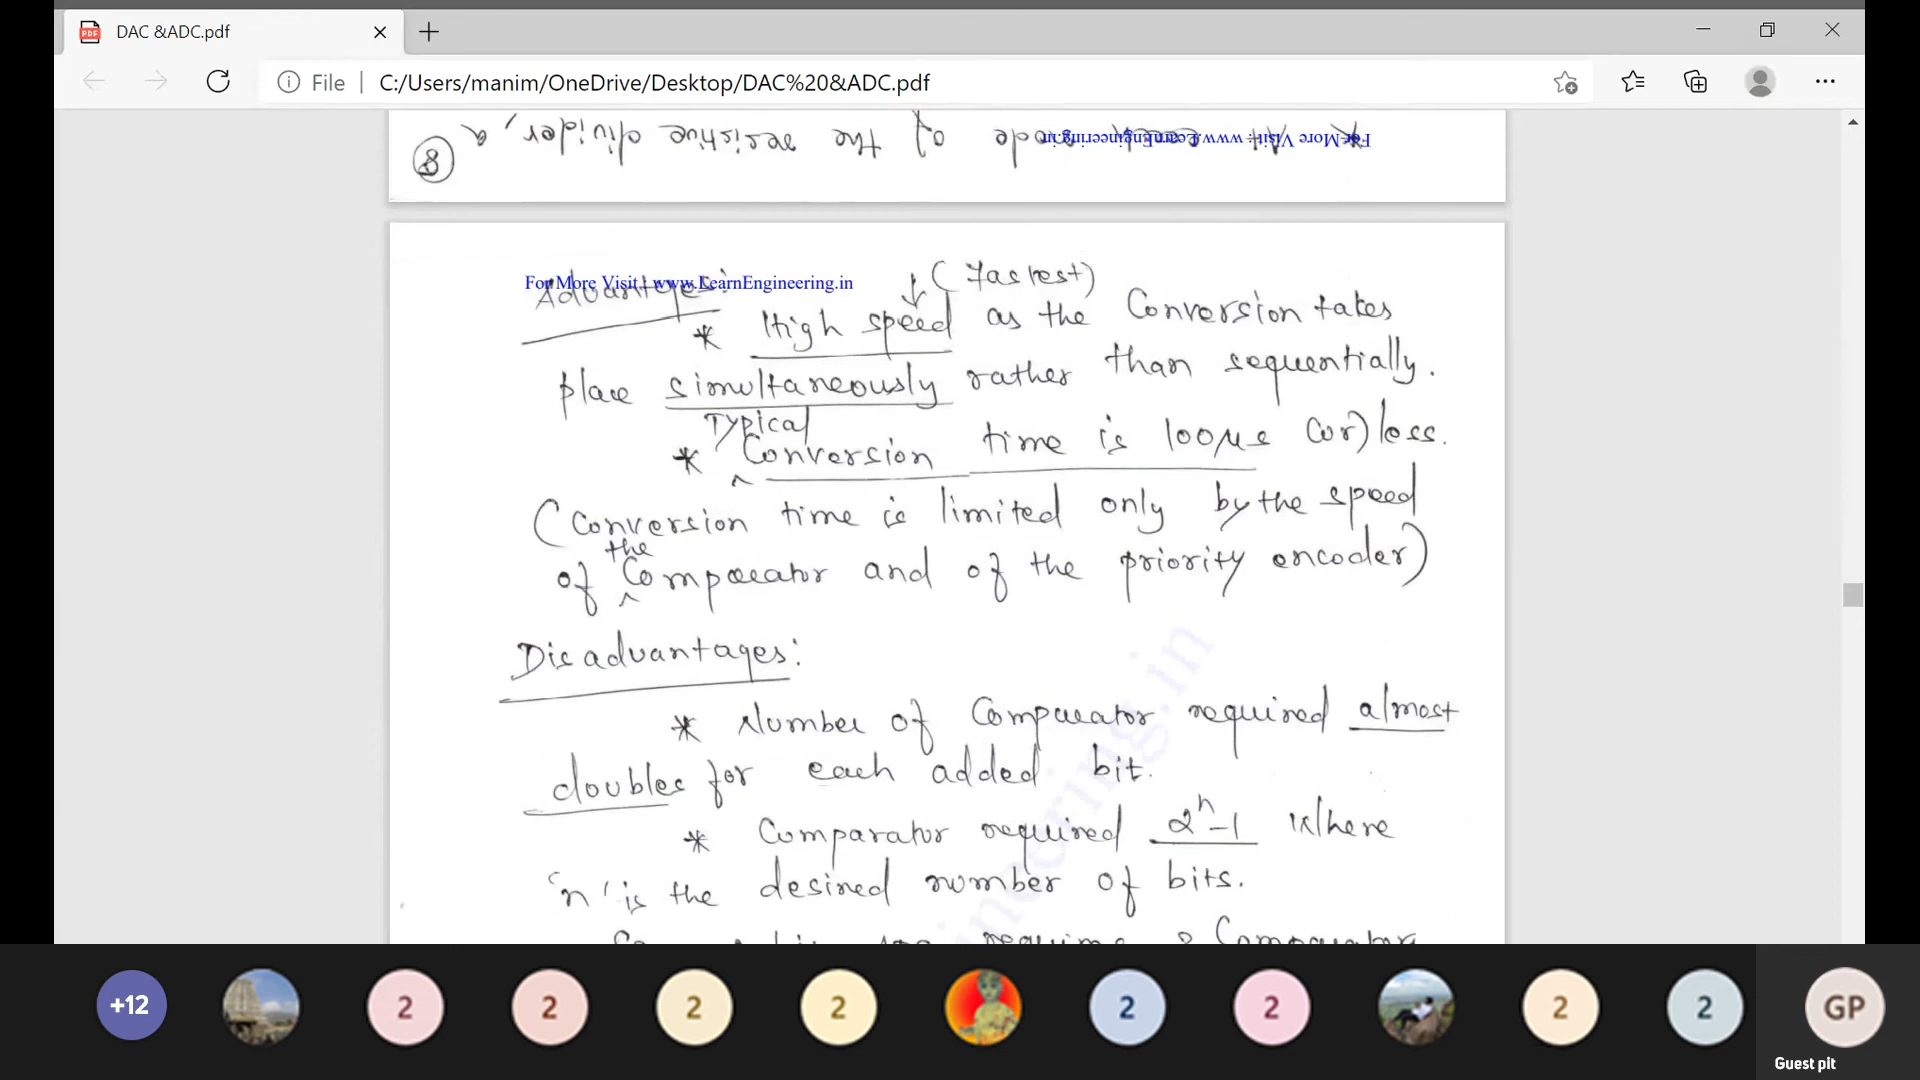 DAC &ADC.pdf
File
C:/Users/manim/OneDrive/Desktop/DAC%20&ADC.pdf
of the resistive divider, a
For More Visit : www.LearnEngineering.in
8
For More Visit : www.LearnEngineering.in
Advantages:
(Fastest)
* High speed as the Conversion takes
place simultaneously rather than sequentially.
Typical
* Conversion time is 100μs (or) less.
(Conversion time is limited only by the speed
the
of Comparator and of the priority encoder)
Disadvantages:
* Number of Comparator required almost
doubles for each added bit.
* Comparator required 2^n-1 Where
'n' is the desired number of bits.
+12
2
2
2
2
2
2
2
2
GP
Guest pit